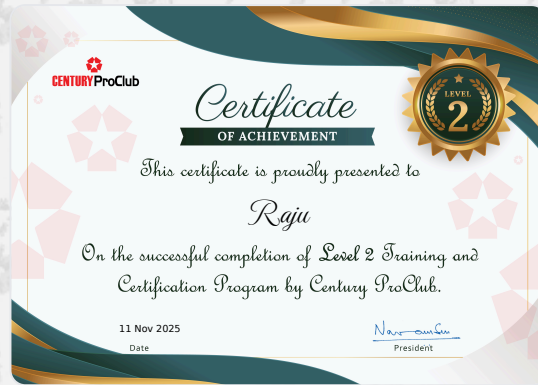 CENTURY ProClub
LEVEL
2
Certificate
OF ACHIEVEMENT
This certificate is proudly presented to
Raju
On the successful completion of Level 2 Training and
Certification Program by Century ProClub.
11 Nov 2025
Date
President